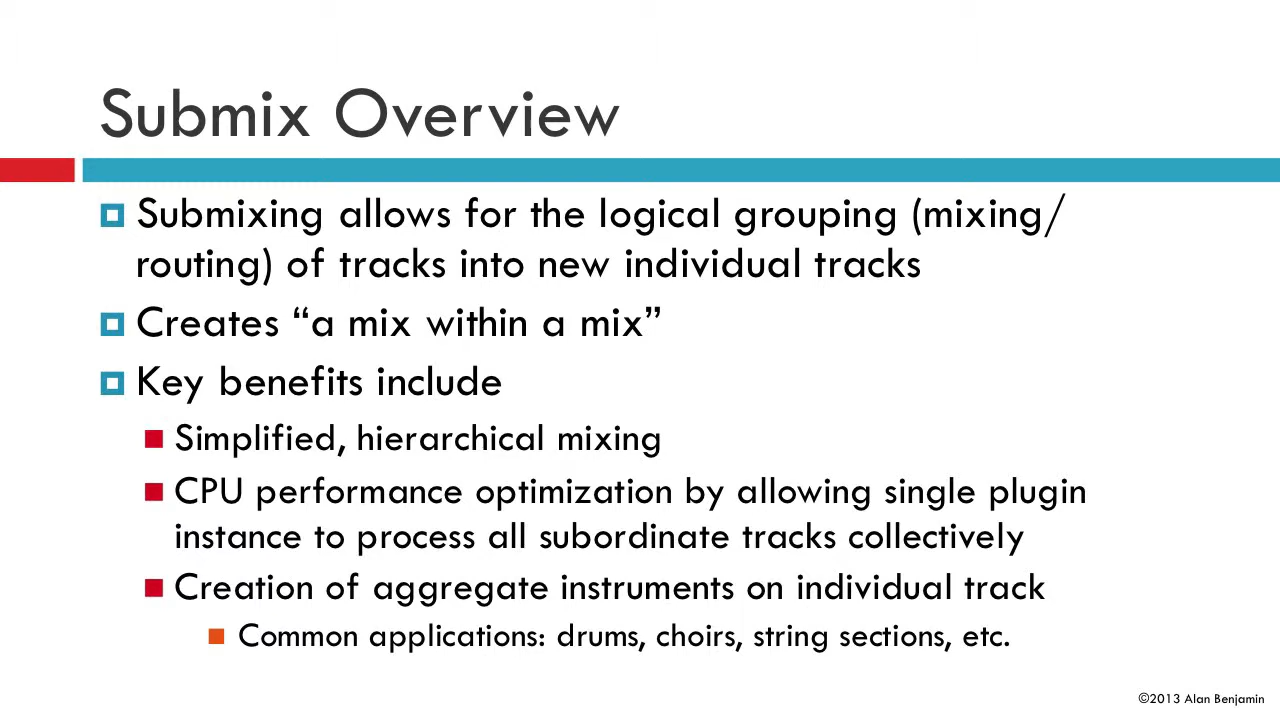 Submix Overview
Submixing allows for the logical grouping (mixing/
routing) of tracks into new individual tracks
Creates “a mix within a mix”
Key benefits include
Simplified, hierarchical mixing
CPU performance optimization by allowing single plugin
instance to process all subordinate tracks collectively
Creation of aggregate instruments on individual track
Common applications: drums, choirs, string sections, etc.
©2013 Alan Benjamin